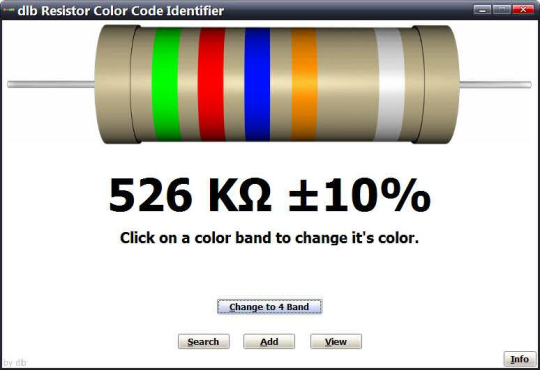 dlb Resistor Color Code Identifier
526 KΩ ±10%
Click on a color band to change it's color.
Change to 4 Band
Search Add View
Info
by db